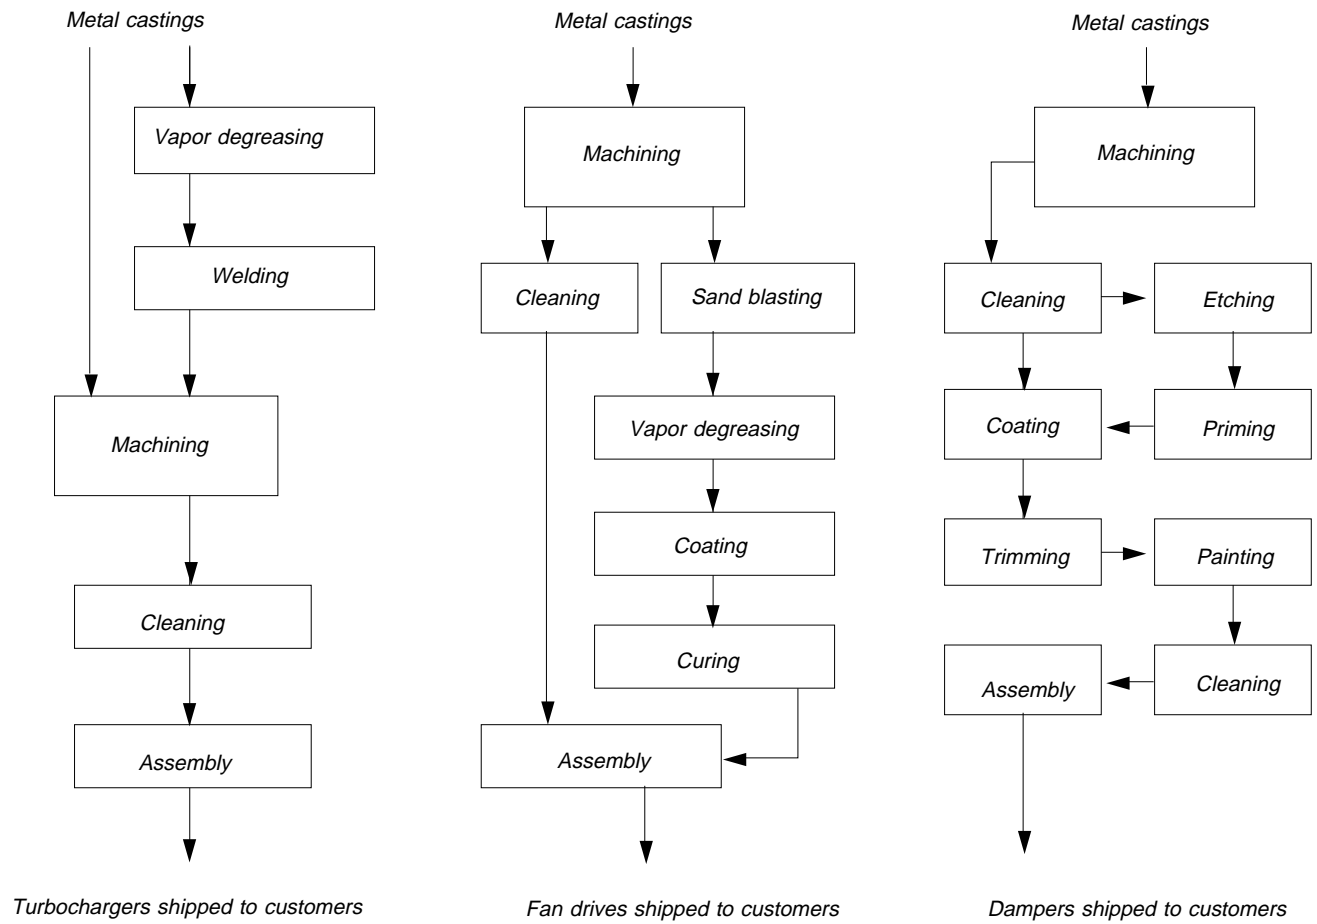 Metal castings
Vapor degreasing
Welding
Machining
Cleaning
Assembly
Turbochargers shipped to customers
Metal castings
Machining
Cleaning
Sand blasting
Vapor degreasing
Coating
Curing
Assembly
Fan drives shipped to customers
Metal castings
Machining
Cleaning
Etching
Coating
Priming
Trimming
Painting
Assembly
Cleaning
Dampers shipped to customers